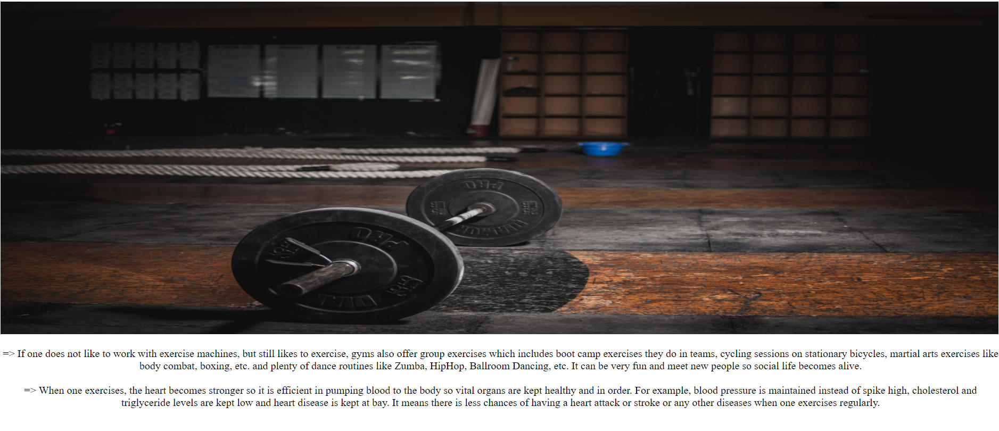 PRO
25
LB
25
LB
PRO
=> If one does not like to work with exercise machines, but still likes to exercise, gyms also offer group exercises which includes boot camp exercises they do in teams, cycling sessions on stationary bicycles, martial arts exercises like
body combat, boxing, etc. and plenty of dance routines like Zumba, HipHop, Ballroom Dancing, etc. It can be very fun and meet new people so social life becomes alive.
=> When one exercises, the heart becomes stronger so it is efficient in pumping blood to the body so vital organs are kept healthy and in order. For example, blood pressure is maintained instead of spike high, cholesterol and
triglyceride levels are kept low and heart disease is kept at bay. It means there is less chances of having a heart attack or stroke or any other diseases when one exercises regularly.